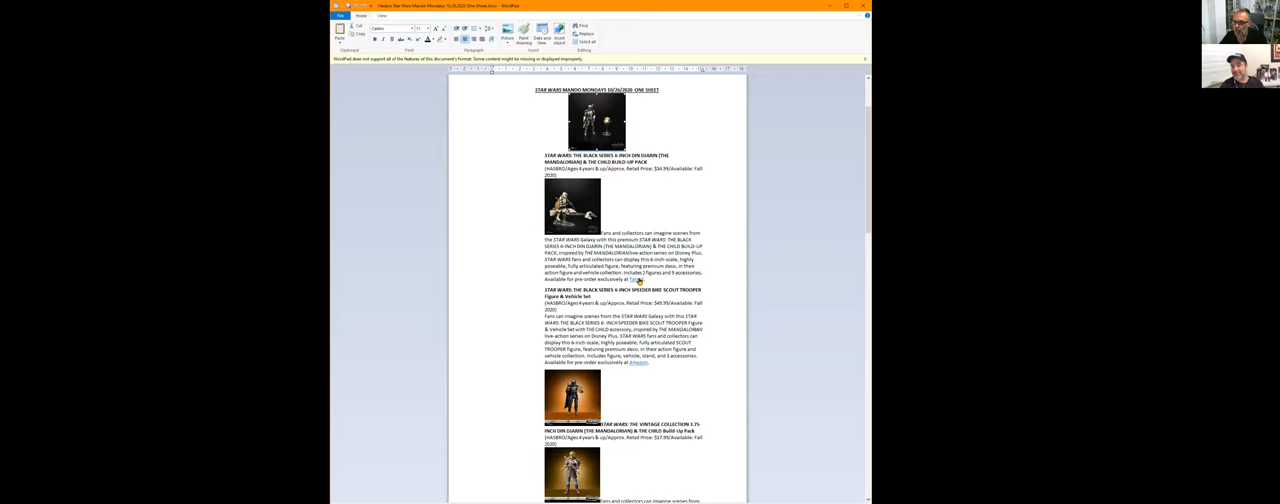 Hasbro Star Wars Mando Mondays 10.26.2020 One Sheet.docx - WordPad
File
Home
View
Cut
Copy
Paste
Clipboard
Calibri
11
Font
Paragraph
Picture
Paint drawing
Date and time
Insert object
Insert
Find
Replace
Select all
Editing
WordPad does not support all of the features of this document's format. Some content might be missing or displayed improperly.
STAR WARS MANDO MONDAYS 10/26/2020 ONE SHEET
STAR WARS: THE BLACK SERIES 6-INCH DIN DJARIN (THE
MANDALORIAN) & THE CHILD BUILD-UP PACK
(HASBRO/Ages 4 years & up/Approx. Retail Price: $34.99/Available: Fall
2020)
Fans and collectors can imagine scenes from
the STAR WARS Galaxy with this premium STAR WARS: THE BLACK
SERIES 6-INCH DIN DJARIN (THE MANDALORIAN) & THE CHILD BUILD-UP
PACK, inspired by THE MANDALORIAN live-action series on Disney Plus.
STAR WARS fans and collectors can display this 6-inch-scale, highly
poseable, fully articulated figure, featuring premium deco, in their
action figure and vehicle collection. Includes 2 figures and 5 accessories.
Available for pre-order exclusively at
STAR WARS: THE BLACK SERIES 6-INCH SPEEDER BIKE SCOUT TROOPER
Figure & Vehicle Set
(HASBRO/Ages 4 years & up/Approx. Retail Price: $49.99/Available: Fall
2020)
Fans can imagine scenes from the STAR WARS Galaxy with this STAR
WARS: THE BLACK SERIES 6- INCH SPEEDER BIKE SCOUT TROOPER Figure
& Vehicle Set with THE CHILD accessory, inspired by THE MANDALORIAN
live-action series on Disney Plus. STAR WARS fans and collectors can
display this 6-inch-scale, highly poseable, fully articulated SCOUT
TROOPER figure, featuring premium deco, in their action figure and
vehicle collection. Includes figure, vehicle, stand, and 3 accessories.
Available for pre-order exclusively at Amazon.
STAR WARS: THE VINTAGE COLLECTION 3.75-
INCH DIN DJARIN (THE MANDALORIAN) & THE CHILD Build-Up Pack
(HASBRO/Ages 4 years & up/Approx. Retail Price: $17.99/Available: Fall
2020)
Fans and collectors can imagine scenes from